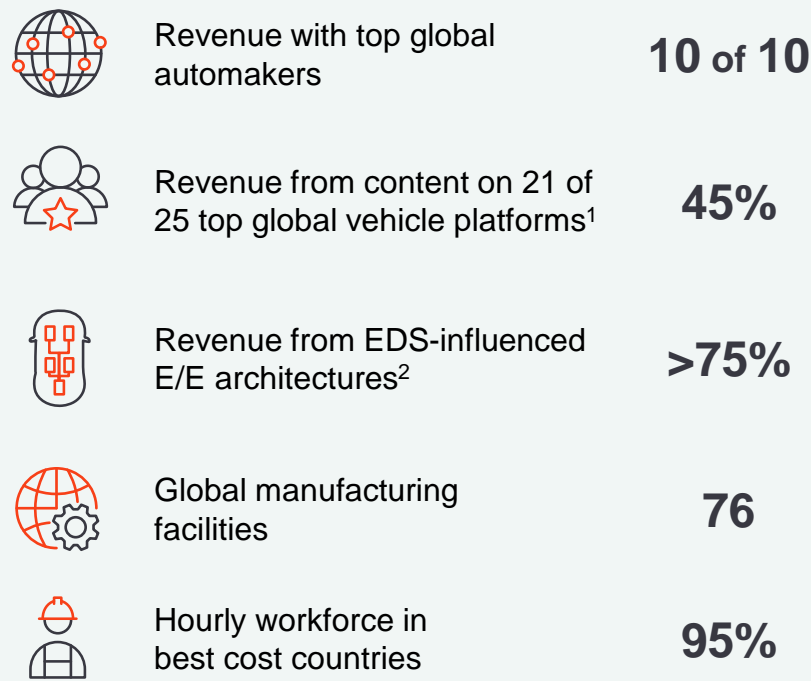 Revenue with top global
automakers
10 of 10
Revenue from content on 21 of
25 top global vehicle platforms¹
45%
Revenue from EDS-influenced
E/E architectures²
>75%
Global manufacturing
facilities
76
Hourly workforce in
best cost countries
95%